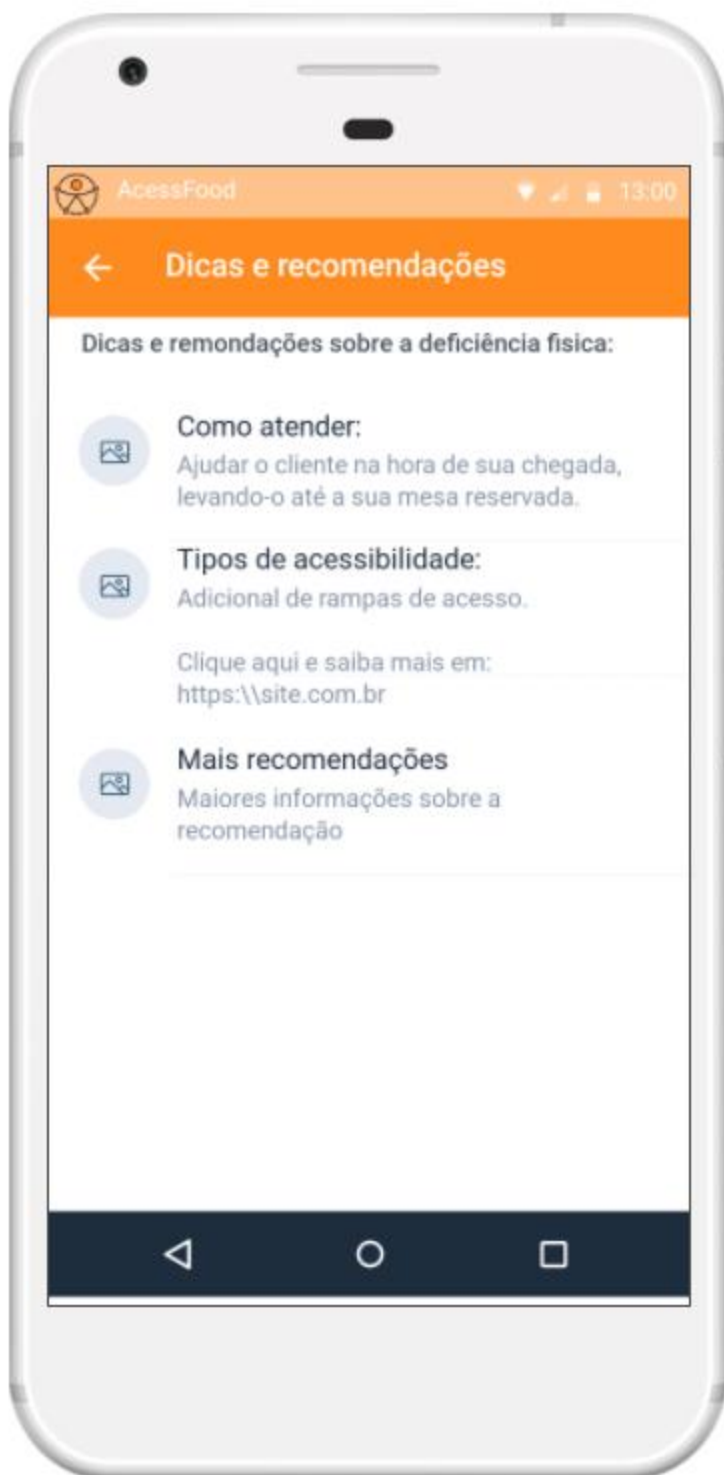 AcessFood
13:00
Dicas e recomendações
Dicas e remondações sobre a deficiência fisica:
Como atender:
Ajudar o cliente na hora de sua chegada,
levando-o até a sua mesa reservada.
Tipos de acessibilidade:
Adicional de rampas de acesso.
Clique aqui e saiba mais em:
https:\\site.com.br
Mais recomendações
Maiores informações sobre a
recomendação